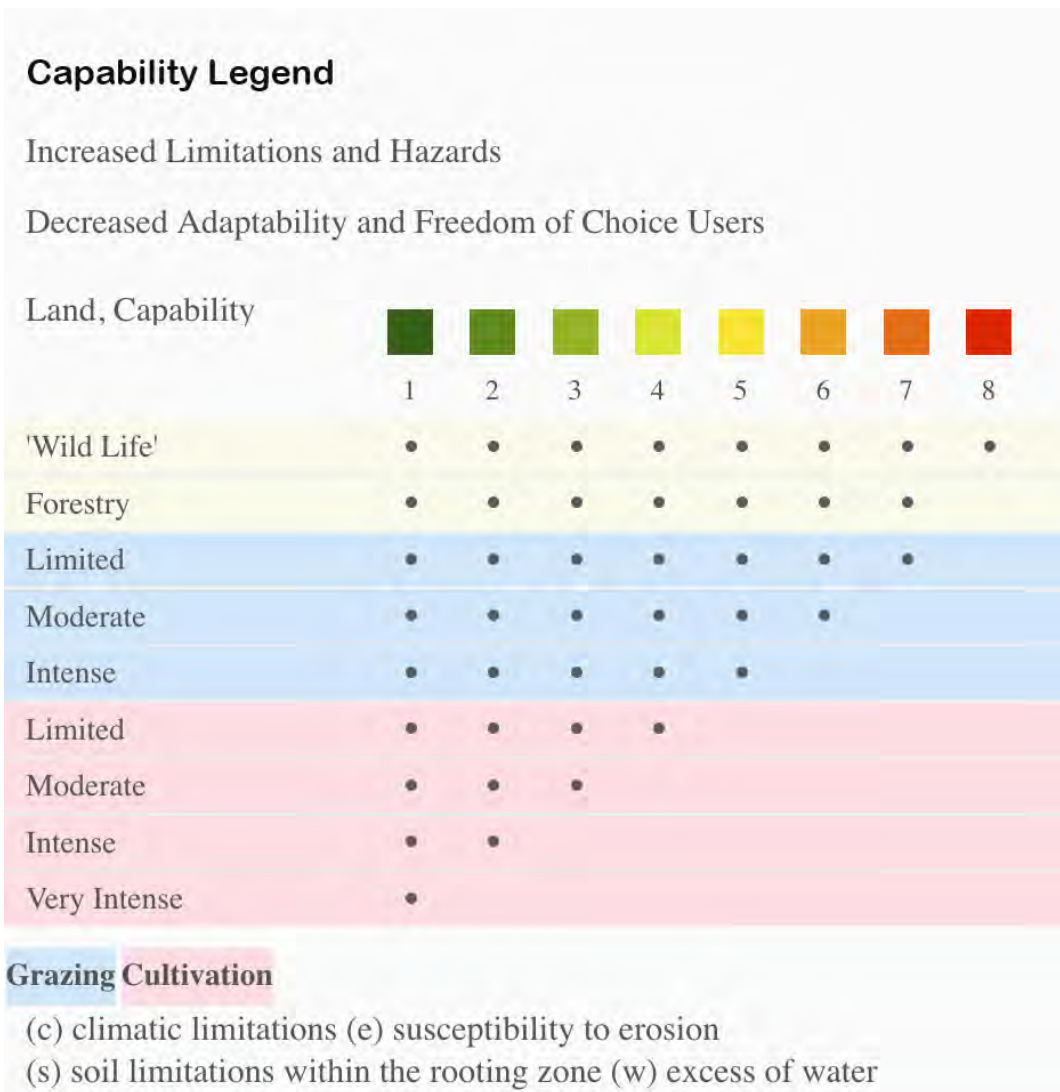 Capability Legend
Increased Limitations and Hazards
Decreased Adaptability and Freedom of Choice Users
Land, Capability
1 2 3 4 5 6 7 8
'Wild Life' • • • • • • • •
Forestry • • • • • • •
Limited • • • • • • •
Moderate • • • • • •
Intense • • • • •
Limited • • • •
Moderate • • •
Intense • •
Very Intense •
Grazing Cultivation
(c) climatic limitations (e) susceptibility to erosion
(s) soil limitations within the rooting zone (w) excess of water